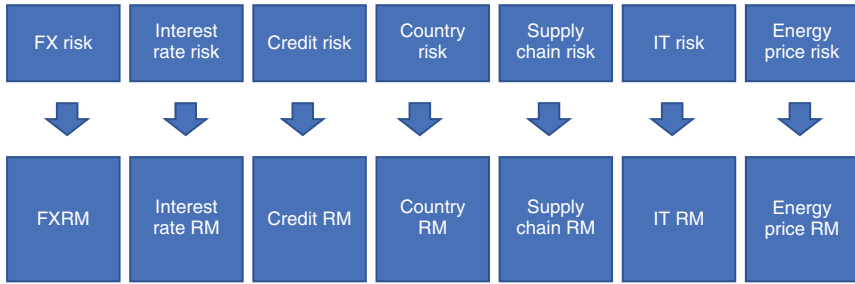 FX risk
Interest
rate risk
Credit risk
Country
risk
Supply
chain risk
IT risk
Energy
price risk
FXRM
Interest
rate RM
Credit RM
Country
RM
Supply
chain RM
IT RM
Energy
price RM